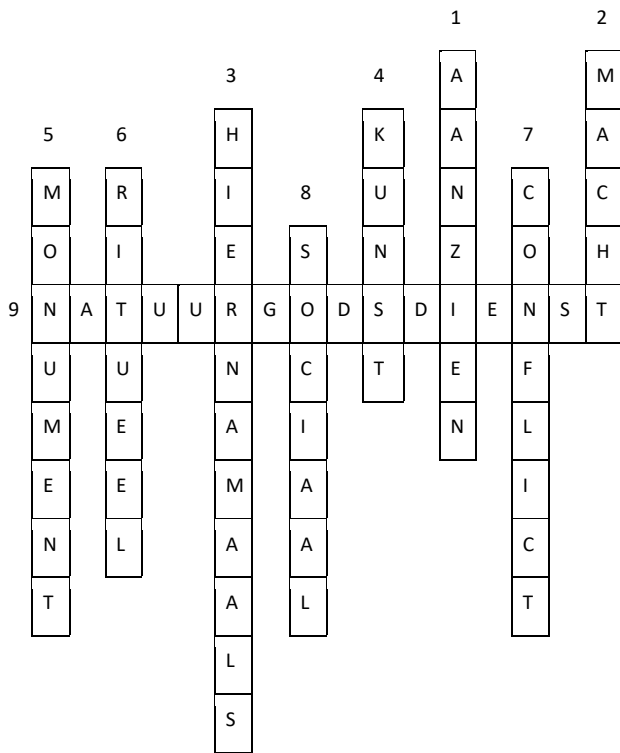 1 2
3 4 A M
5 6 H K A 7 A
M R I 8 U N C C
O I E S N Z O H
9 N A T U U R G O D S D I E N S T
U U N C T E F
M E A I N L
E E M A I
N L A A C
T A L T
L
S